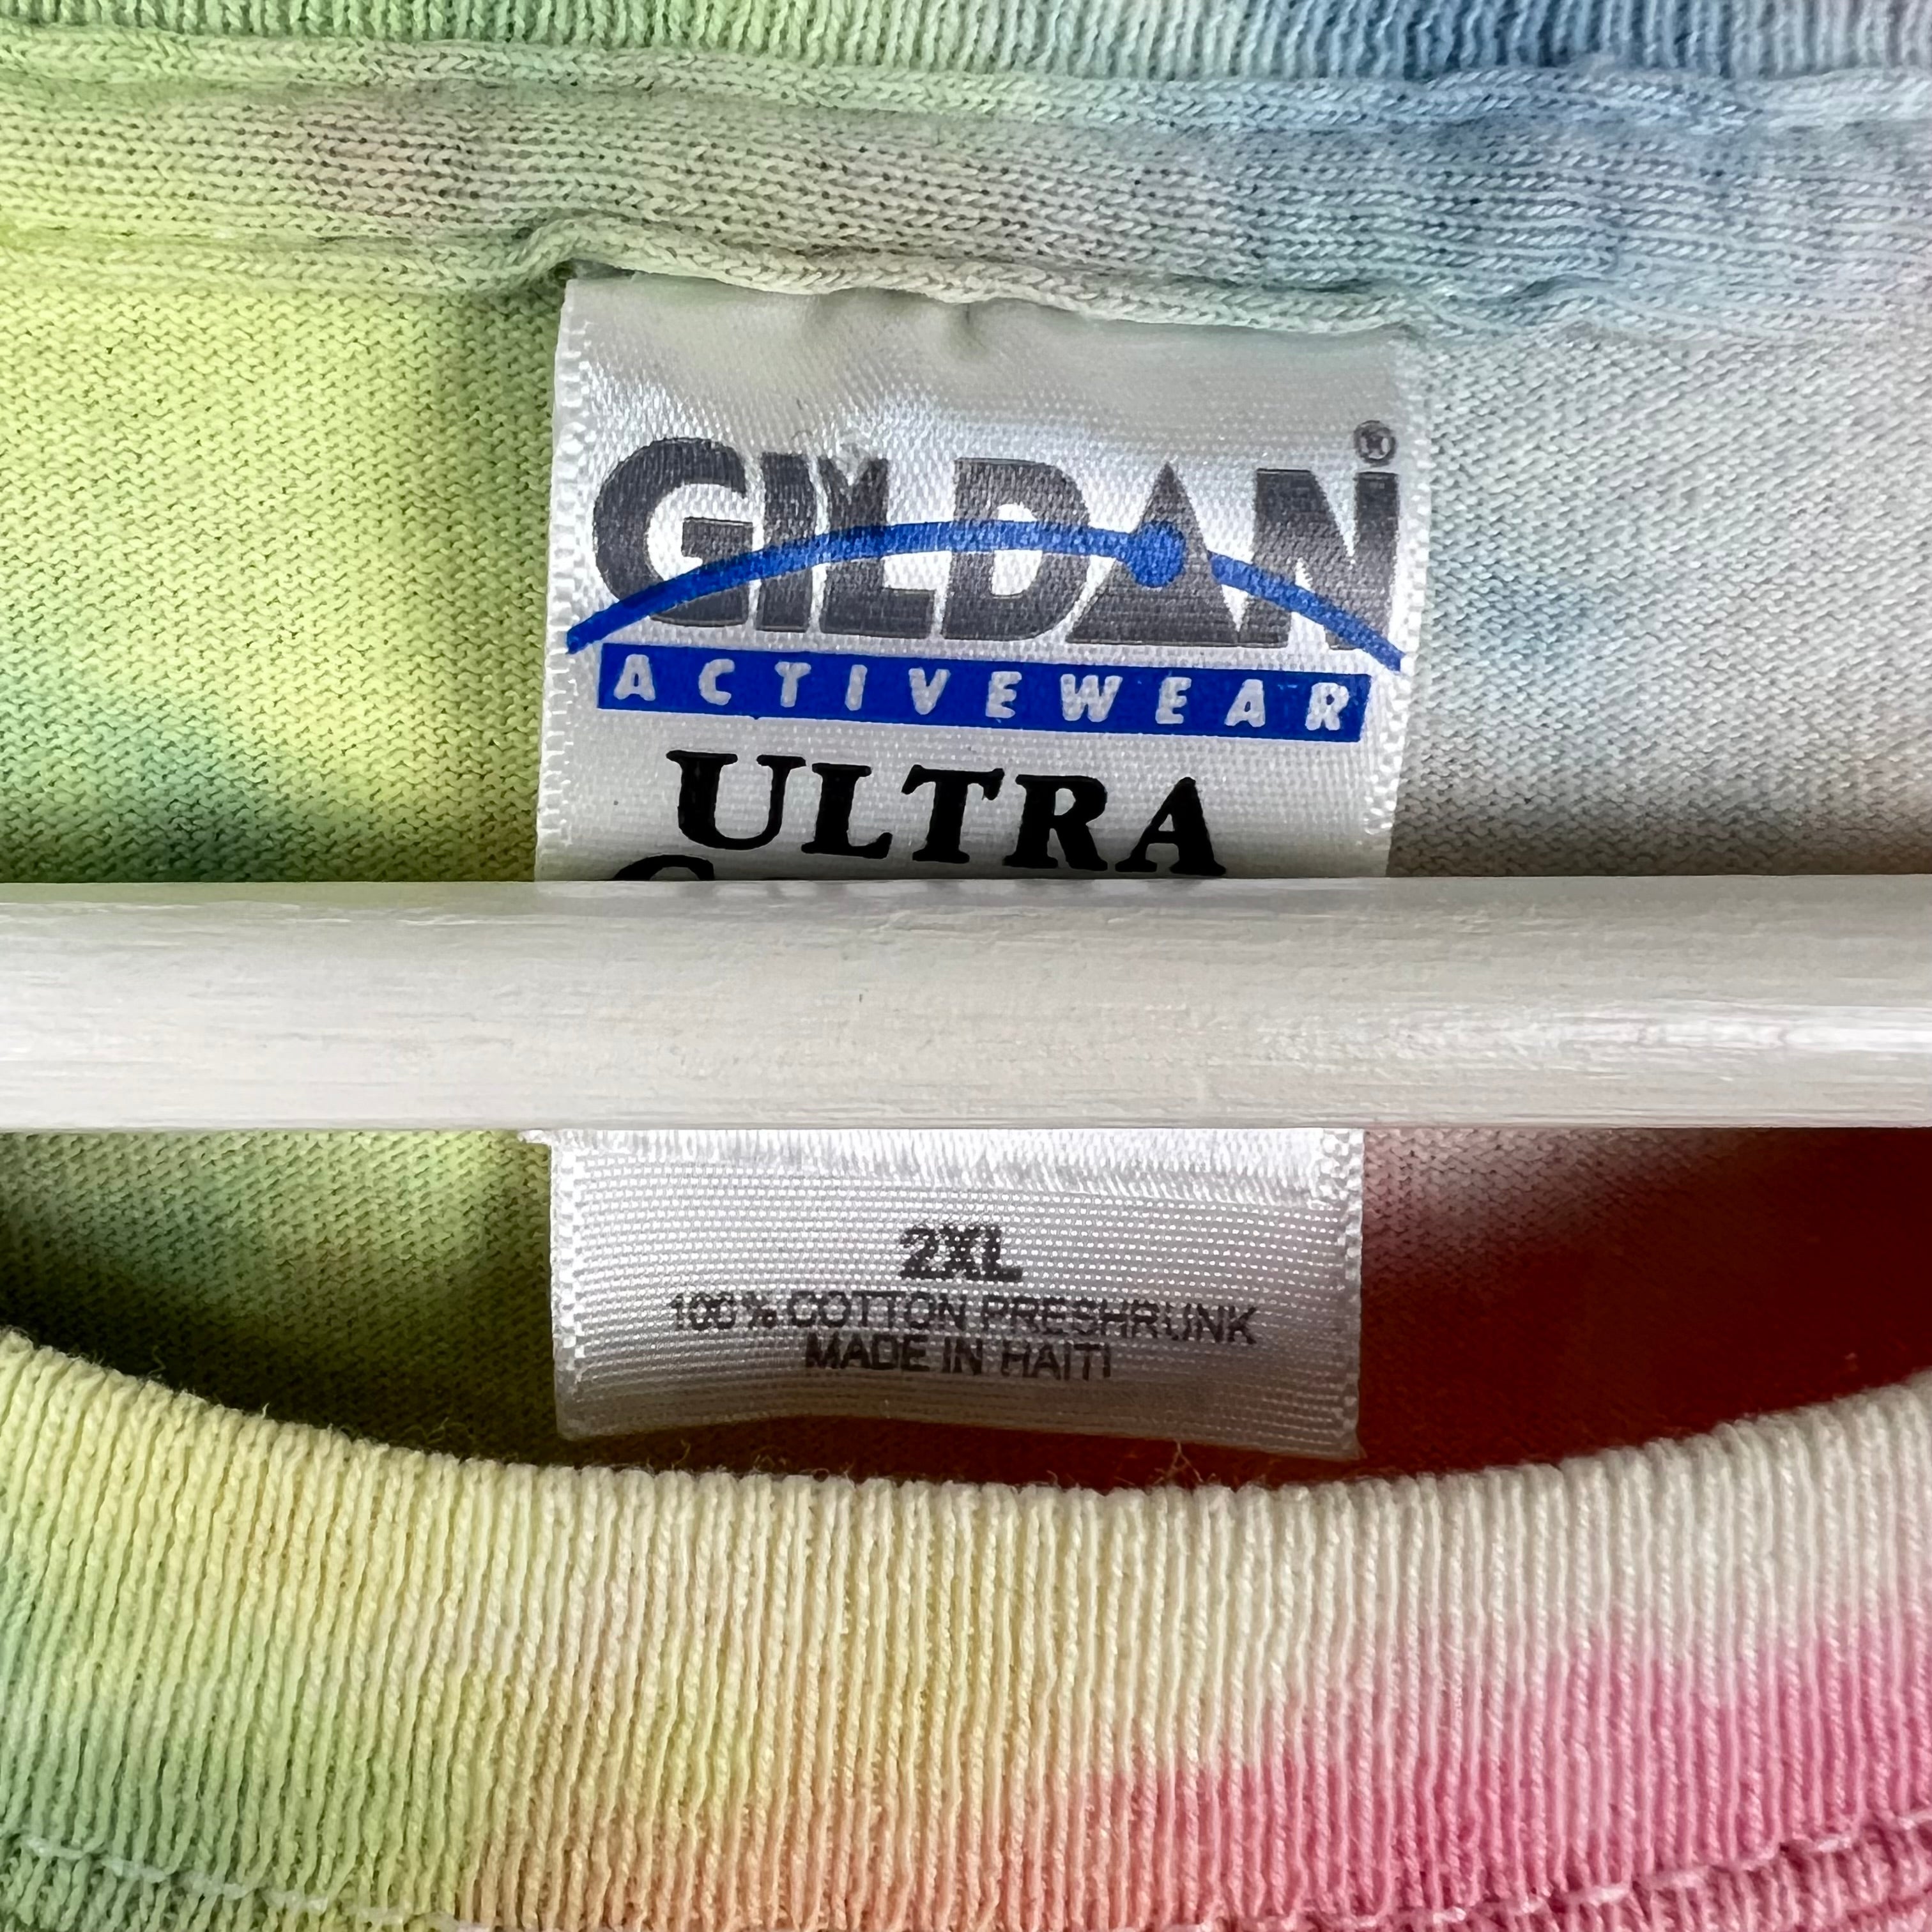 GILDAN®
ACTIVEWEAR
ULTRA
2XL
100% COTTON PRESHRUNK
MADE IN HAITI